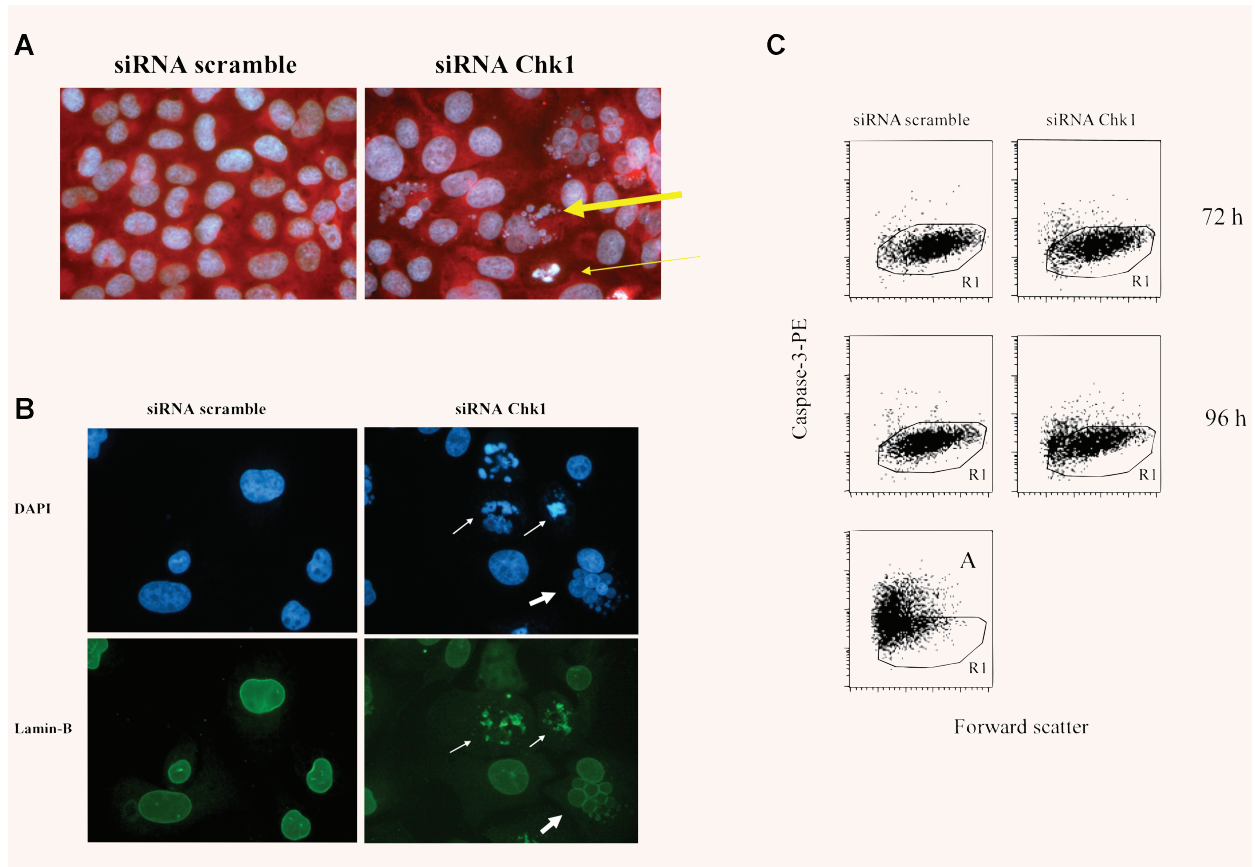 A
siRNA scramble
siRNA Chk1
B
siRNA scramble
siRNA Chk1
DAPI
Lamin-B
C
siRNA scramble
siRNA Chk1
R1
R1
72 h
R1
R1
96 h
A
R1
Caspase-3-PE
Forward scatter